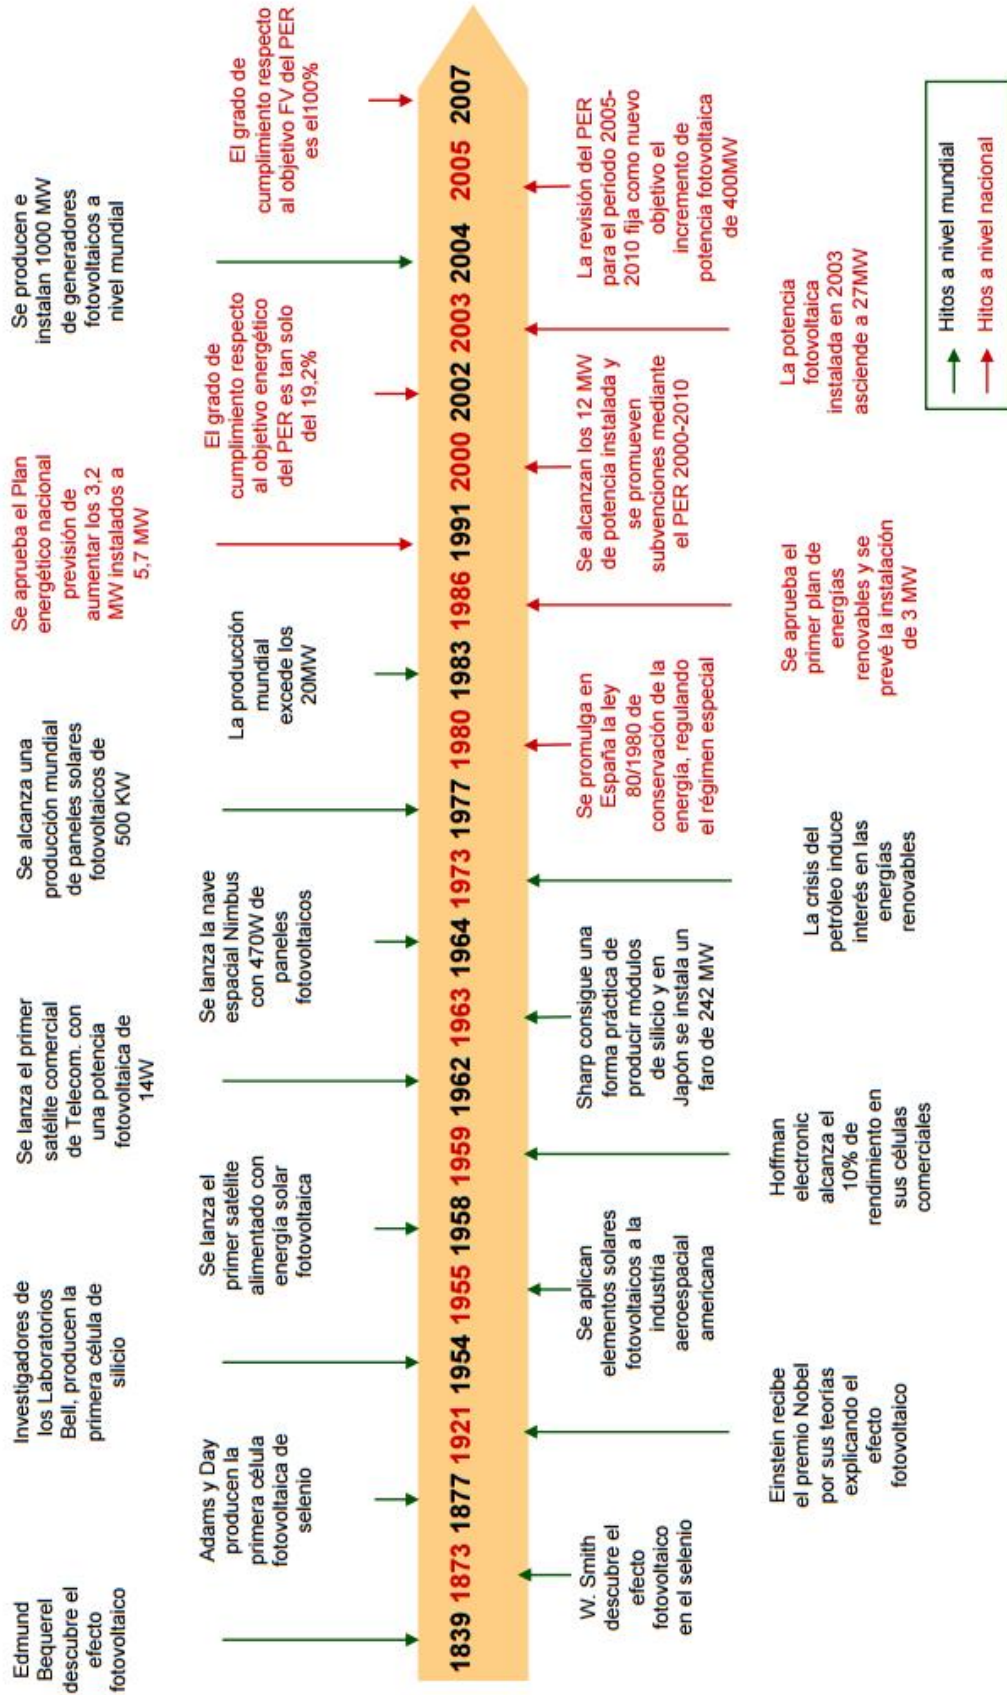 Edmund
Bequerel
descubre el
efecto
fotovoltaico
Investigadores de
los Laboratorios
Bell, producen la
primera célula de
silicio
Se lanza el primer
satélite comercial
de Telecom. con
una potencia
fotovoltaica de
14W
Se alcanza una
producción mundial
de paneles solares
fotovoltaicos de
500 KW
Se aprueba el Plan
energético nacional
previsión de
aumentar los 3,2
MW instalados a
5,7 MW
Se producen e
instalan 1000 MW
de generadores
fotovoltaicos a
nivel mundial
Adams y Day
producen la
primera célula
fotovoltaica de
selenio
Se lanza el
primer satélite
alimentado con
energía solar
fotovoltaica
Se lanza la nave
espacial Nimbus
con 470W de
paneles
fotovoltaicos
La producción
mundial
excede los
20MW
El grado de
cumplimiento respecto
al objetivo energético
del PER es tan solo
del 19,2%
El grado de
cumplimiento respecto
al objetivo FV del PER
es el100%
1839 1873 1877 1921 1954 1955 1958 1959 1962 1963 1964 1973 1977 1980 1983 1986 1991 2000 2002 2003 2004 2005 2007
W. Smith
descubre el
efecto
fotovoltaico
en el selenio
Se aplican
elementos solares
fotovoltaicos a la
industria
aeroespacial
americana
Sharp consigue una
forma práctica de
producir módulos
de silicio y en
Japón se instala un
faro de 242 MW
Se promulga en
España la ley
80/1980 de
conservación de la
energía, regulando
el régimen especial
Se alcanzan los 12 MW
de potencia instalada y
se promueven
subvenciones mediante
el PER 2000-2010
La revisión del PER
para el periodo 2005-
2010 fija como nuevo
objetivo el
incremento de
potencia fotovoltaica
de 400MW
Einstein recibe
el premio Nobel
por sus teorías
explicando el
efecto
fotovoltaico
Hoffman
electronic
alcanza el
10% de
rendimiento en
sus células
comerciales
La crisis del
petróleo induce
interés en las
energías
renovables
Se aprueba el
primer plan de
energías
renovables y se
prevé la instalación
de 3 MW
La potencia
fotovoltaica
instalada en 2003
asciende a 27MW
Hitos a nivel mundial
Hitos a nivel nacional